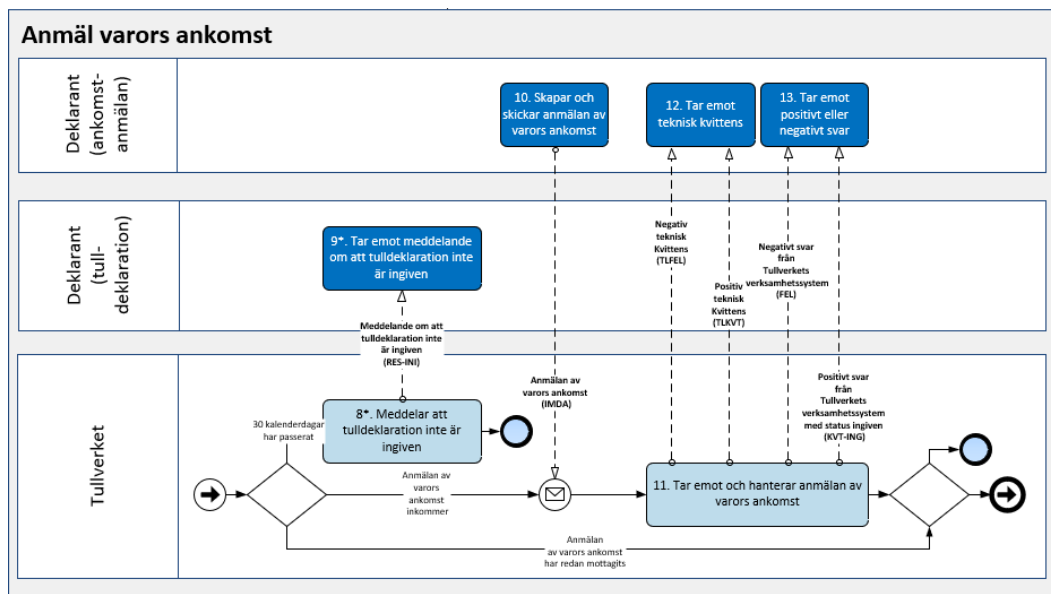 Anmäl varors ankomst
Deklarant
(ankomst-
anmälan)
10. Skapar och
skickar anmälan av
varors ankomst
12. Tar emot
teknisk kvittens
13. Tar emot
positivt eller
negativt svar
Deklarant
(tull-
deklaration)
9*. Tar emot meddelande
om att tulldeklaration inte
är ingiven
Negativ
teknisk
Kvittens
(TLFEL)
Positiv
teknisk
Kvittens
(TLKVT)
Negativt svar
från
Tullverkets
verksamhetssystem
(FEL)
Meddelande om att
tulldeklaration inte
är ingiven
(RES-INI)
Anmälan av
varors ankomst
(IMDA)
Positivt svar
från
Tullverkets
verksamhetssystem
med status ingiven
(KVT-ING)
Tullverket
30 kalenderdagar
har passerat
8*. Meddelar att
tulldeklaration inte är
ingiven
Anmälan av
varors
ankomst
inkommer
11. Tar emot och hanterar anmälan av
varors ankomst
Anmälan
av varors ankomst
har redan mottagits